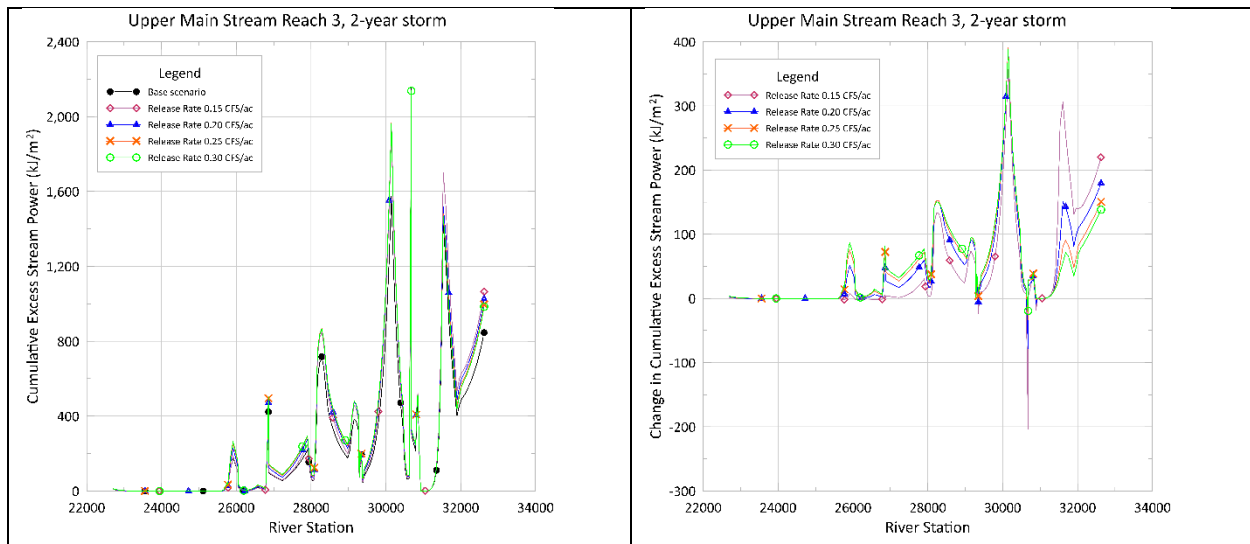 Upper Main Stream Reach 3, 2-year storm
2,400
2,000
1,600
1,200
800
400
0
Cumulative Excess Stream Power (kJ/m²)
Legend
Base scenario
Release Rate 0.15 CFS/ac
Release Rate 0.20 CFS/ac
Release Rate 0.25 CFS/ac
Release Rate 0.30 CFS/ac
22000 24000 26000 28000 30000 32000 34000
River Station
Upper Main Stream Reach 3, 2-year storm
400
300
200
100
0
-100
-200
-300
Change in Cumulative Excess Stream Power (kJ/m²)
Legend
Release Rate 0.15 CFS/ac
Release Rate 0.20 CFS/ac
Release Rate 0.25 CFS/ac
Release Rate 0.30 CFS/ac
22000 24000 26000 28000 30000 32000 34000
River Station